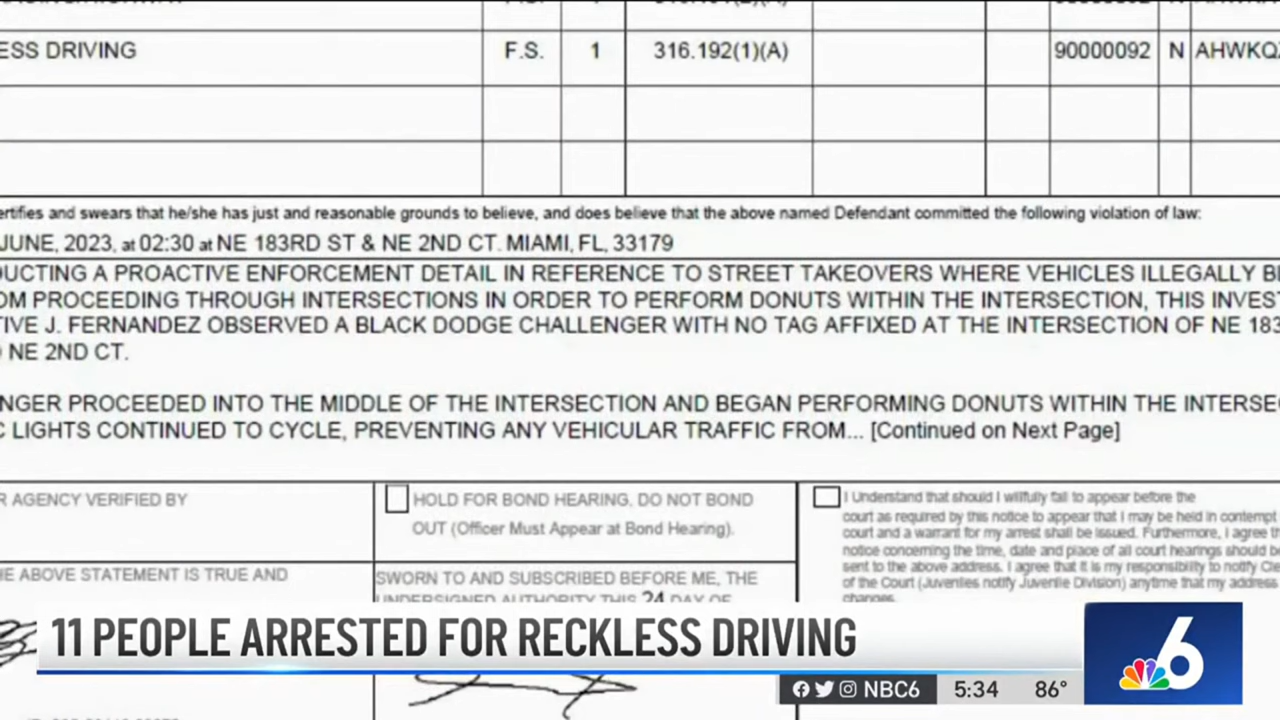 ESS DRIVING F.S. 1 316.192(1)(A) 90000092 N AHWKQ
ertifies and swears that he/she has just and reasonable grounds to believe, and does believe that the above named Defendant committed the following violation of law:
JUNE, 2023, at 02:30 at NE 183RD ST & NE 2ND CT. MIAMI, FL, 33179
DUCTING A PROACTIVE ENFORCEMENT DETAIL IN REFERENCE TO STREET TAKEOVERS WHERE VEHICLES ILLEGALLY B
OM PROCEEDING THROUGH INTERSECTIONS IN ORDER TO PERFORM DONUTS WITHIN THE INTERSECTION, THIS INVEST
TIVE J. FERNANDEZ OBSERVED A BLACK DODGE CHALLENGER WITH NO TAG AFFIXED AT THE INTERSECTION OF NE 183
NE 2ND CT.
NGER PROCEEDED INTO THE MIDDLE OF THE INTERSECTION AND BEGAN PERFORMING DONUTS WITHIN THE INTERSE
C LIGHTS CONTINUED TO CYCLE, PREVENTING ANY VEHICULAR TRAFFIC FROM... [Continued on Next Page]
R AGENCY VERIFIED BY
HOLD FOR BOND HEARING. DO NOT BOND
OUT (Officer Must Appear at Bond Hearing).
I Understand that should I willfully fail to appear before the
court as required by this notice to appear that I may be held in contempt
court and a warrant for my arrest shall be issued. Furthermore, I agree th
notice concerning the time, date and place of all court hearings should be
sent to the above address. I agree that it is my responsibility to notify Cle
of the Court (Juveniles notify Juvenile Division) anytime that my address
changes.
HE ABOVE STATEMENT IS TRUE AND
SWORN TO AND SUBSCRIBED BEFORE ME, THE
UNDERSIGNED AUTHORITY THIS 24 DAY OF
11 PEOPLE ARRESTED FOR RECKLESS DRIVING
6
NBC6 5:34 86°